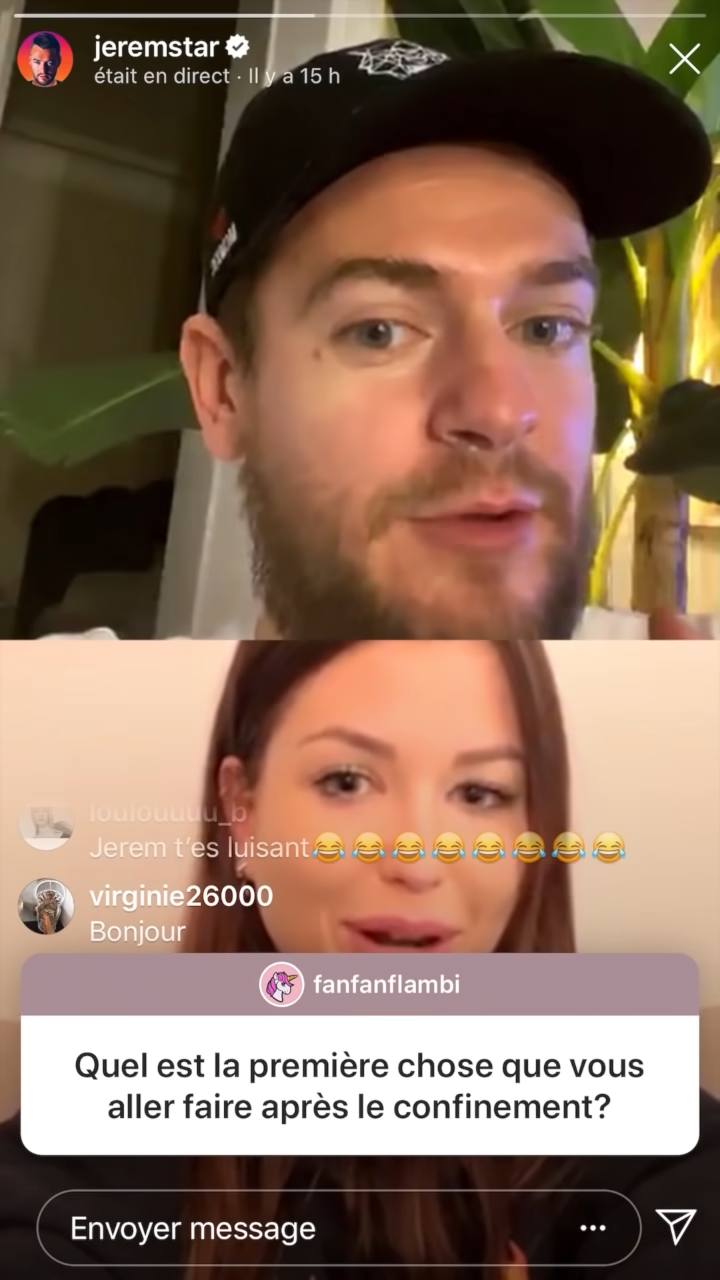 jeremstar
était en direct · Il y a 15 h
loulouuuu_b
Jerem t'es luisant😂😂😂😂😂😂😂😂
virginie26000
Bonjour
fanfanflambi
Quel est la première chose que vous
aller faire après le confinement?
Envoyer message